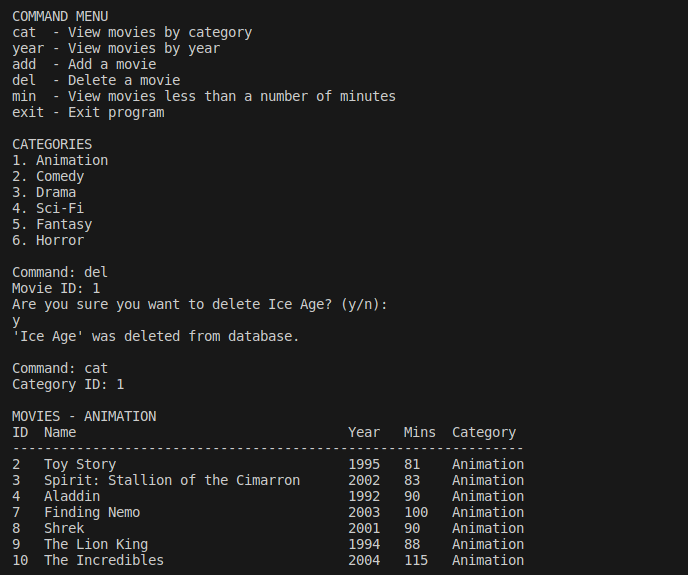 COMMAND MENU
cat  - View movies by category
year - View movies by year
add  - Add a movie
del  - Delete a movie
min  - View movies less than a number of minutes
exit - Exit program
CATEGORIES
1. Animation
2. Comedy
3. Drama
4. Sci-Fi
5. Fantasy
6. Horror
Command: del
Movie ID: 1
Are you sure you want to delete Ice Age? (y/n):
y
'Ice Age' was deleted from database.
Command: cat
Category ID: 1
MOVIES - ANIMATION
ID  Name                                  Year   Mins  Category
----------------------------------------------------------------
2   Toy Story                             1995   81    Animation
3   Spirit: Stallion of the Cimarron      2002   83    Animation
4   Aladdin                               1992   90    Animation
7   Finding Nemo                          2003   100   Animation
8   Shrek                                 2001   90    Animation
9   The Lion King                         1994   88    Animation
10  The Incredibles                       2004   115   Animation